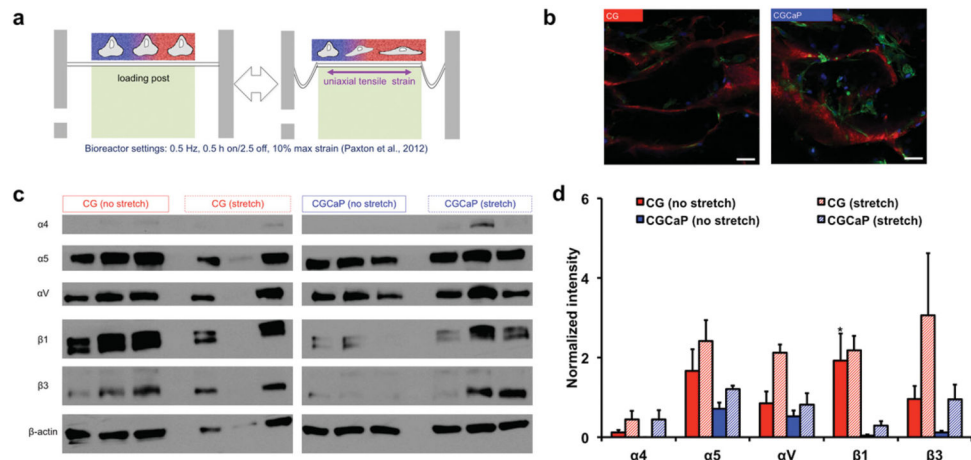 a
loading post
uniaxial tensile strain
Bioreactor settings: 0.5 Hz, 0.5 h on/2.5 off, 10% max strain (Paxton et al., 2012)
b
CG
CGCaP
c
CG (no stretch)
CG (stretch)
CGCaP (no stretch)
CGCaP (stretch)
α4
α5
αV
β1
β3
β-actin
d
CG (no stretch)
CG (stretch)
CGCaP (no stretch)
CGCaP (stretch)
Normalized intensity
6
4
2
0
*
α4
α5
αV
β1
β3